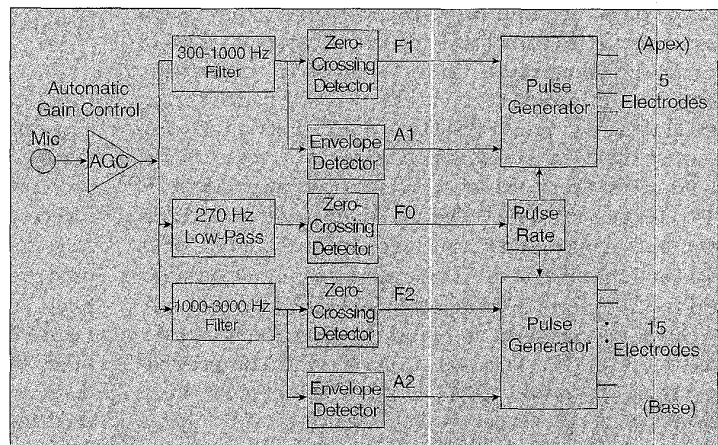 Automatic
Gain Control
Mic
AGC
300-1000 Hz
Filter
Zero-
Crossing
Detector
F1
Envelope
Detector
A1
Pulse
Generator
(Apex)
5
Electrodes
270 Hz
Low-Pass
Zero-
Crossing
Detector
F0
Pulse
Rate
1000-3000 Hz
Filter
Zero-
Crossing
Detector
F2
Envelope
Detector
A2
Pulse
Generator
15
Electrodes
(Base)